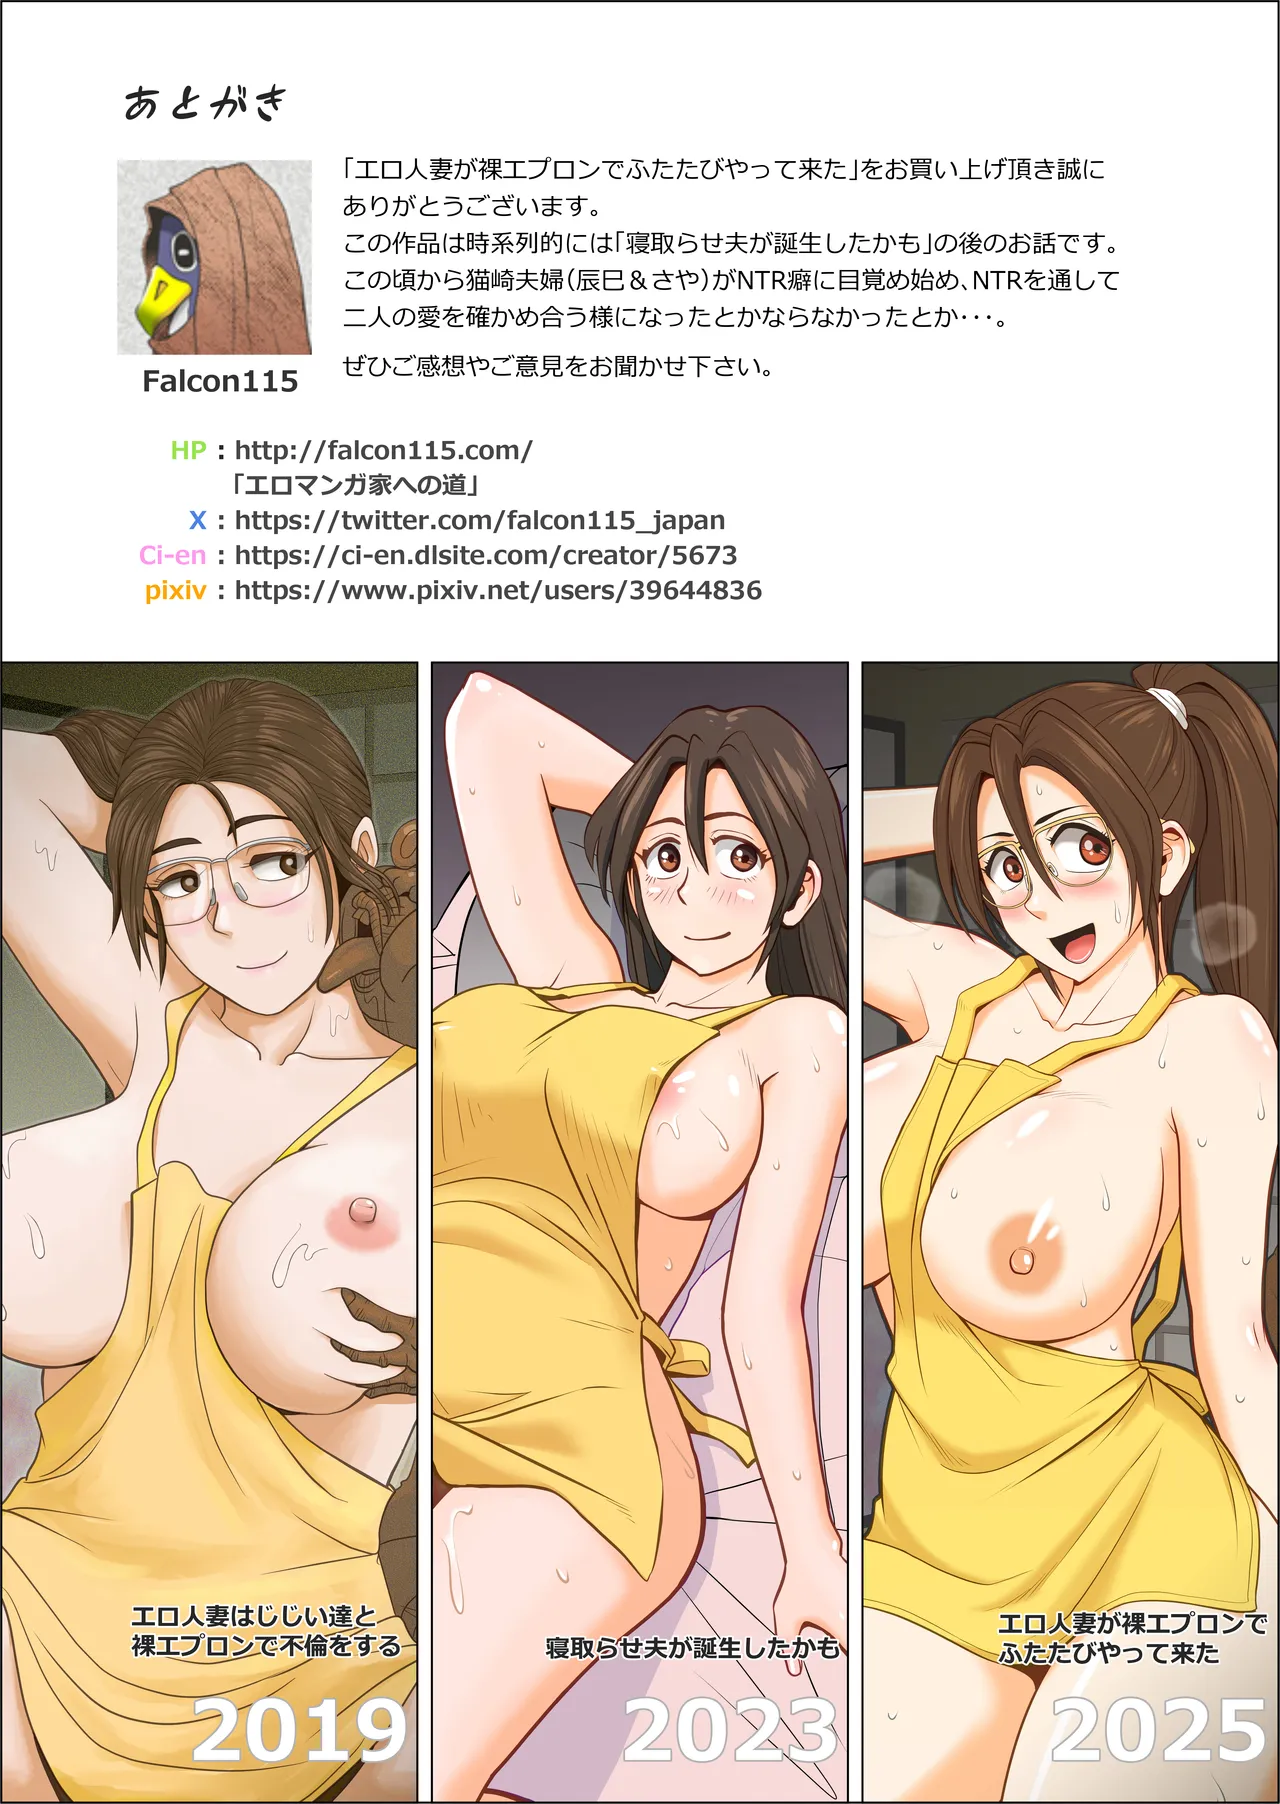 あとがき
「エロ人妻が裸エプロンでふたたびやって来た」をお買い上げ頂き誠に
ありがとうございます。
この作品は時系列的には「寝取らせ夫が誕生したかも」の後のお話です。
この頃から猫崎夫婦(辰巳＆さや)がNTR癖に目覚め始め、NTRを通して
二人の愛を確かめ合う様になったとかならなかったとか･･･。
ぜひご感想やご意見をお聞かせ下さい。
Falcon115
HP : http://falcon115.com/
「エロマンガ家への道」
X : https://twitter.com/falcon115_japan
Ci-en : https://ci-en.dlsite.com/creator/5673
pixiv : https://www.pixiv.net/users/39644836
エロ人妻はじじい達と
裸エプロンで不倫をする
2019
寝取らせ夫が誕生したかも
2023
エロ人妻が裸エプロンで
ふたたびやって来た
2025